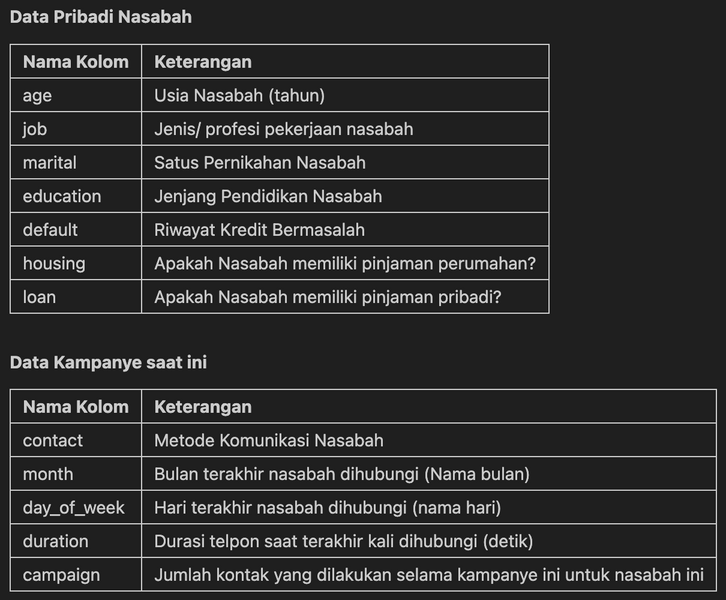 Data Pribadi Nasabah
Nama Kolom Keterangan
age Usia Nasabah (tahun)
job Jenis/ profesi pekerjaan nasabah
marital Satus Pernikahan Nasabah
education Jenjang Pendidikan Nasabah
default Riwayat Kredit Bermasalah
housing Apakah Nasabah memiliki pinjaman perumahan?
loan Apakah Nasabah memiliki pinjaman pribadi?
Data Kampanye saat ini
Nama Kolom Keterangan
contact Metode Komunikasi Nasabah
month Bulan terakhir nasabah dihubungi (Nama bulan)
day_of_week Hari terakhir nasabah dihubungi (nama hari)
duration Durasi telpon saat terakhir kali dihubungi (detik)
campaign Jumlah kontak yang dilakukan selama kampanye ini untuk nasabah ini